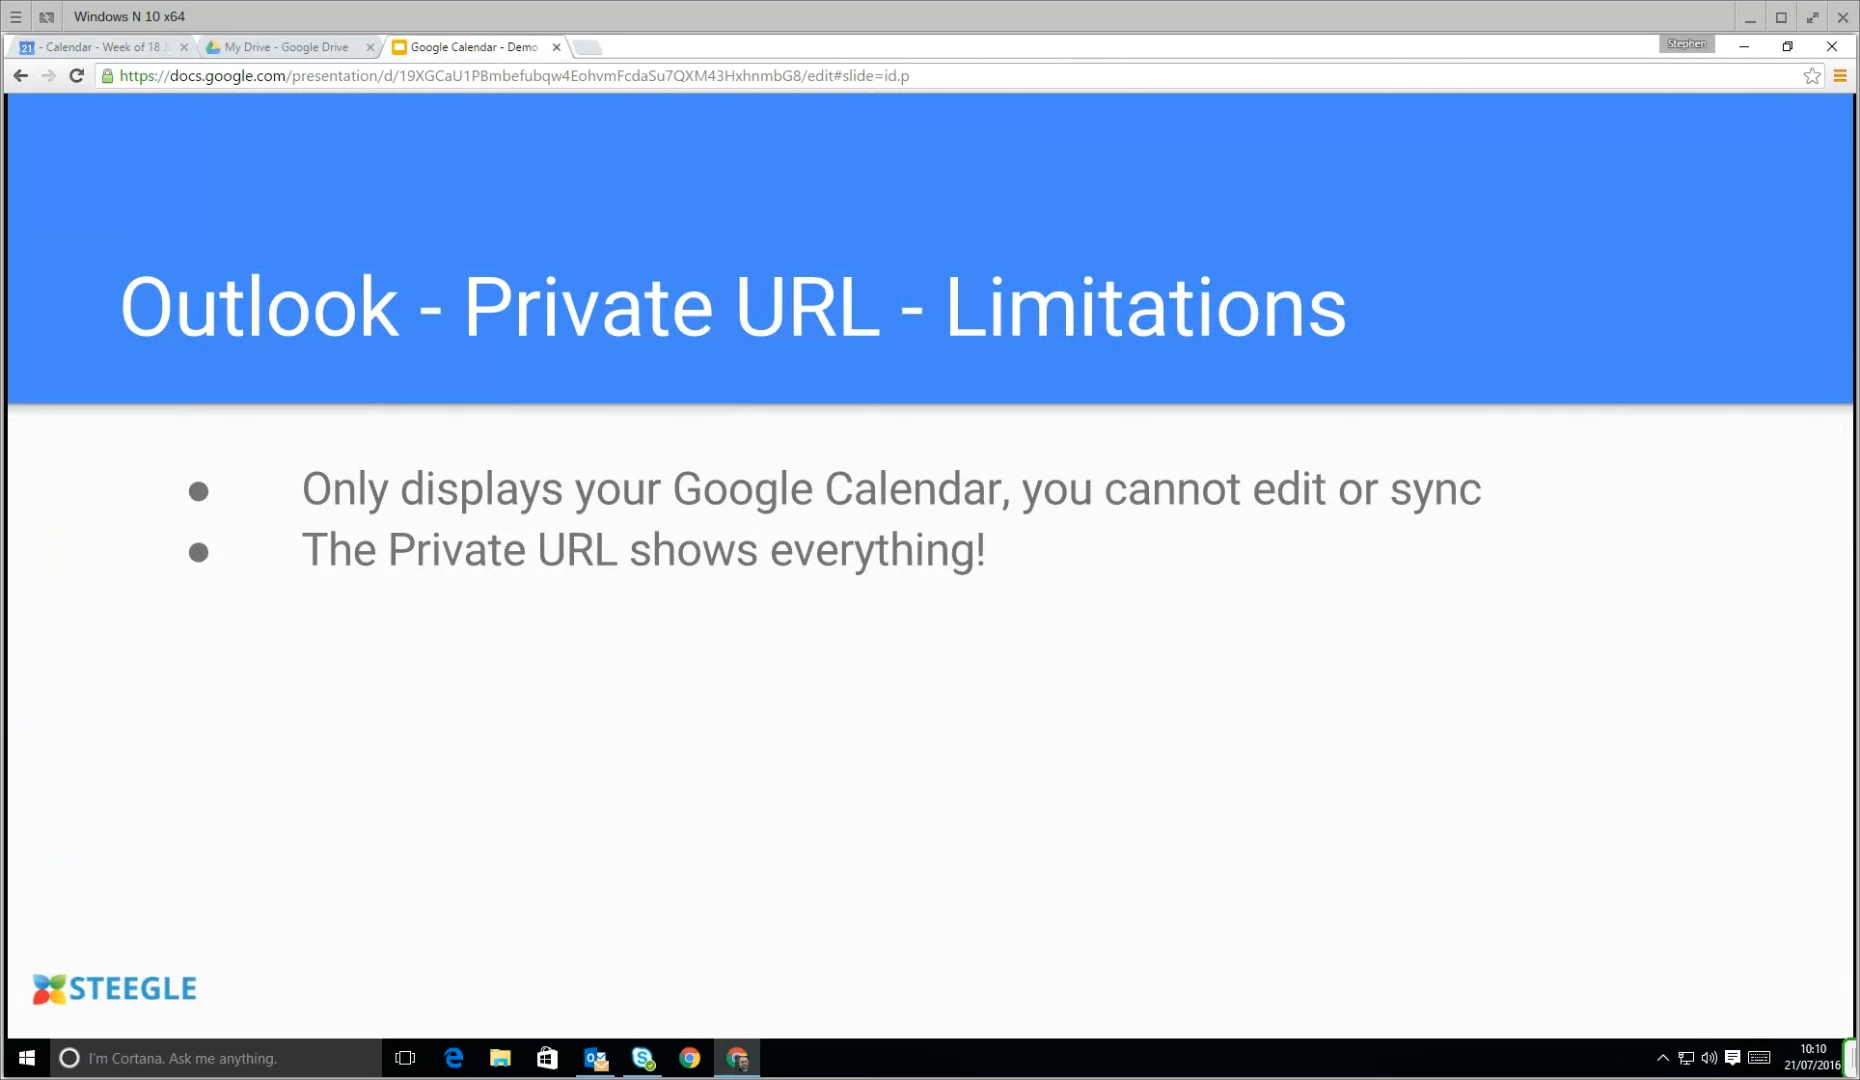 Windows N 10 x64
21 - Calendar - Week of 18 J
My Drive - Google Drive
Google Calendar - Demo
Stephen
https://docs.google.com/presentation/d/19XGCaU1PBmbefubqw4EohvmFcdaSu7QXM43HxhnmbG8/edit#slide=id.p
Outlook - Private URL - Limitations
● Only displays your Google Calendar, you cannot edit or sync
● The Private URL shows everything!
STEEGLE
I'm Cortana. Ask me anything.
10:10
21/07/2016